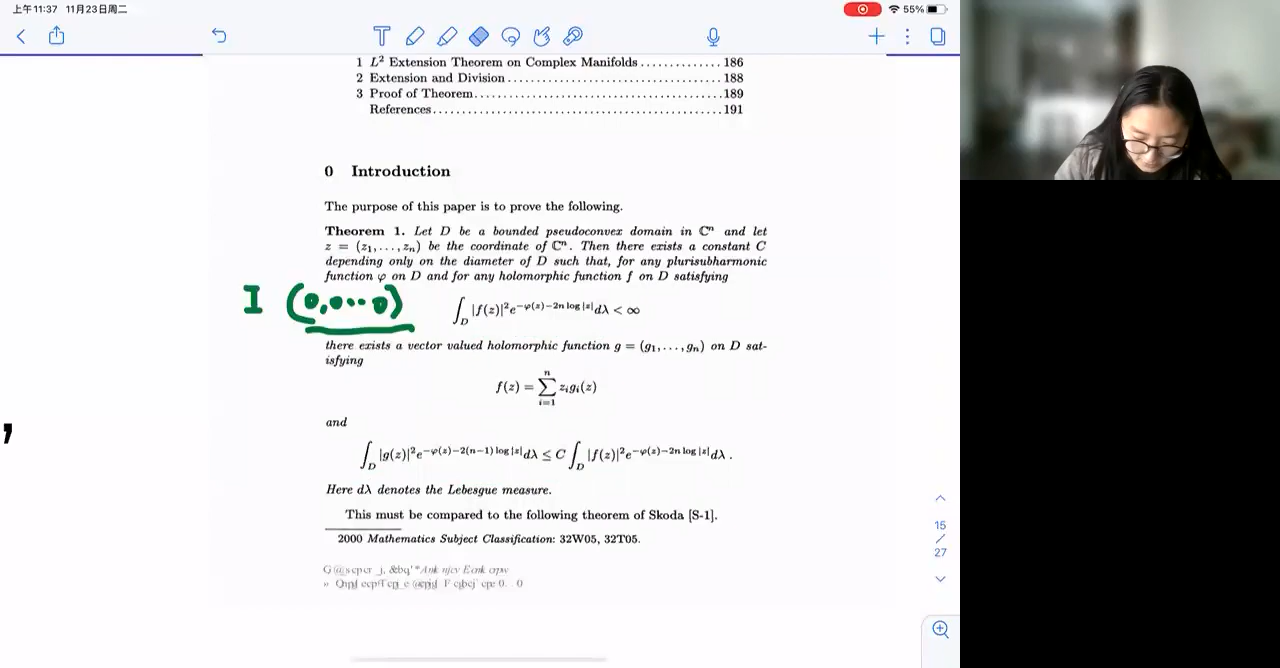 上午11:37 11月23日周二
55%
1 L² Extension Theorem on Complex Manifolds .............. 186
2 Extension and Division ........................................ 188
3 Proof of Theorem ............................................... 189
References ......................................................... 191
0 Introduction
The purpose of this paper is to prove the following.
Theorem 1. Let D be a bounded pseudoconvex domain in ℂⁿ and let
z = (z₁, . . . , zₙ) be the coordinate of ℂⁿ. Then there exists a constant C
depending only on the diameter of D such that, for any plurisubharmonic
function φ on D and for any holomorphic function f on D satisfying
I (0,0··0)
∫_D |f(z)|² e^{−φ(z)−2n log |z|} dλ < ∞
there exists a vector valued holomorphic function g = (g₁, . . . , gₙ) on D sat-
isfying
f(z) = ∑_{i=1}^{n} zᵢgᵢ(z)
and
,
∫_D |g(z)|² e^{−φ(z)−2(n−1) log |z|} dλ ≤ C ∫_D |f(z)|² e^{−φ(z)−2n log |z|} dλ .
Here dλ denotes the Lebesgue measure.
This must be compared to the following theorem of Skoda [S-1].
2000 Mathematics Subject Classification: 32W05, 32T05.
15
/
27